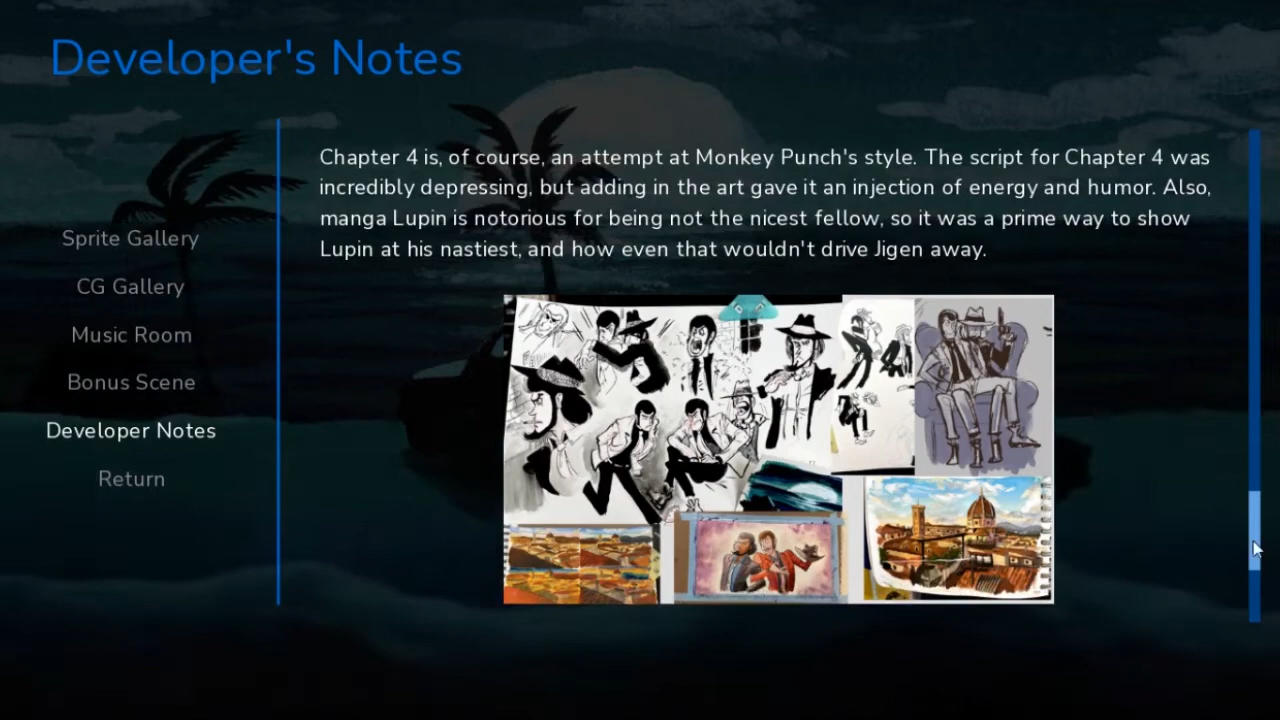 Developer's Notes
Chapter 4 is, of course, an attempt at Monkey Punch's style. The script for Chapter 4 was
incredibly depressing, but adding in the art gave it an injection of energy and humor. Also,
manga Lupin is notorious for being not the nicest fellow, so it was a prime way to show
Lupin at his nastiest, and how even that wouldn't drive Jigen away.
Sprite Gallery
CG Gallery
Music Room
Bonus Scene
Developer Notes
Return